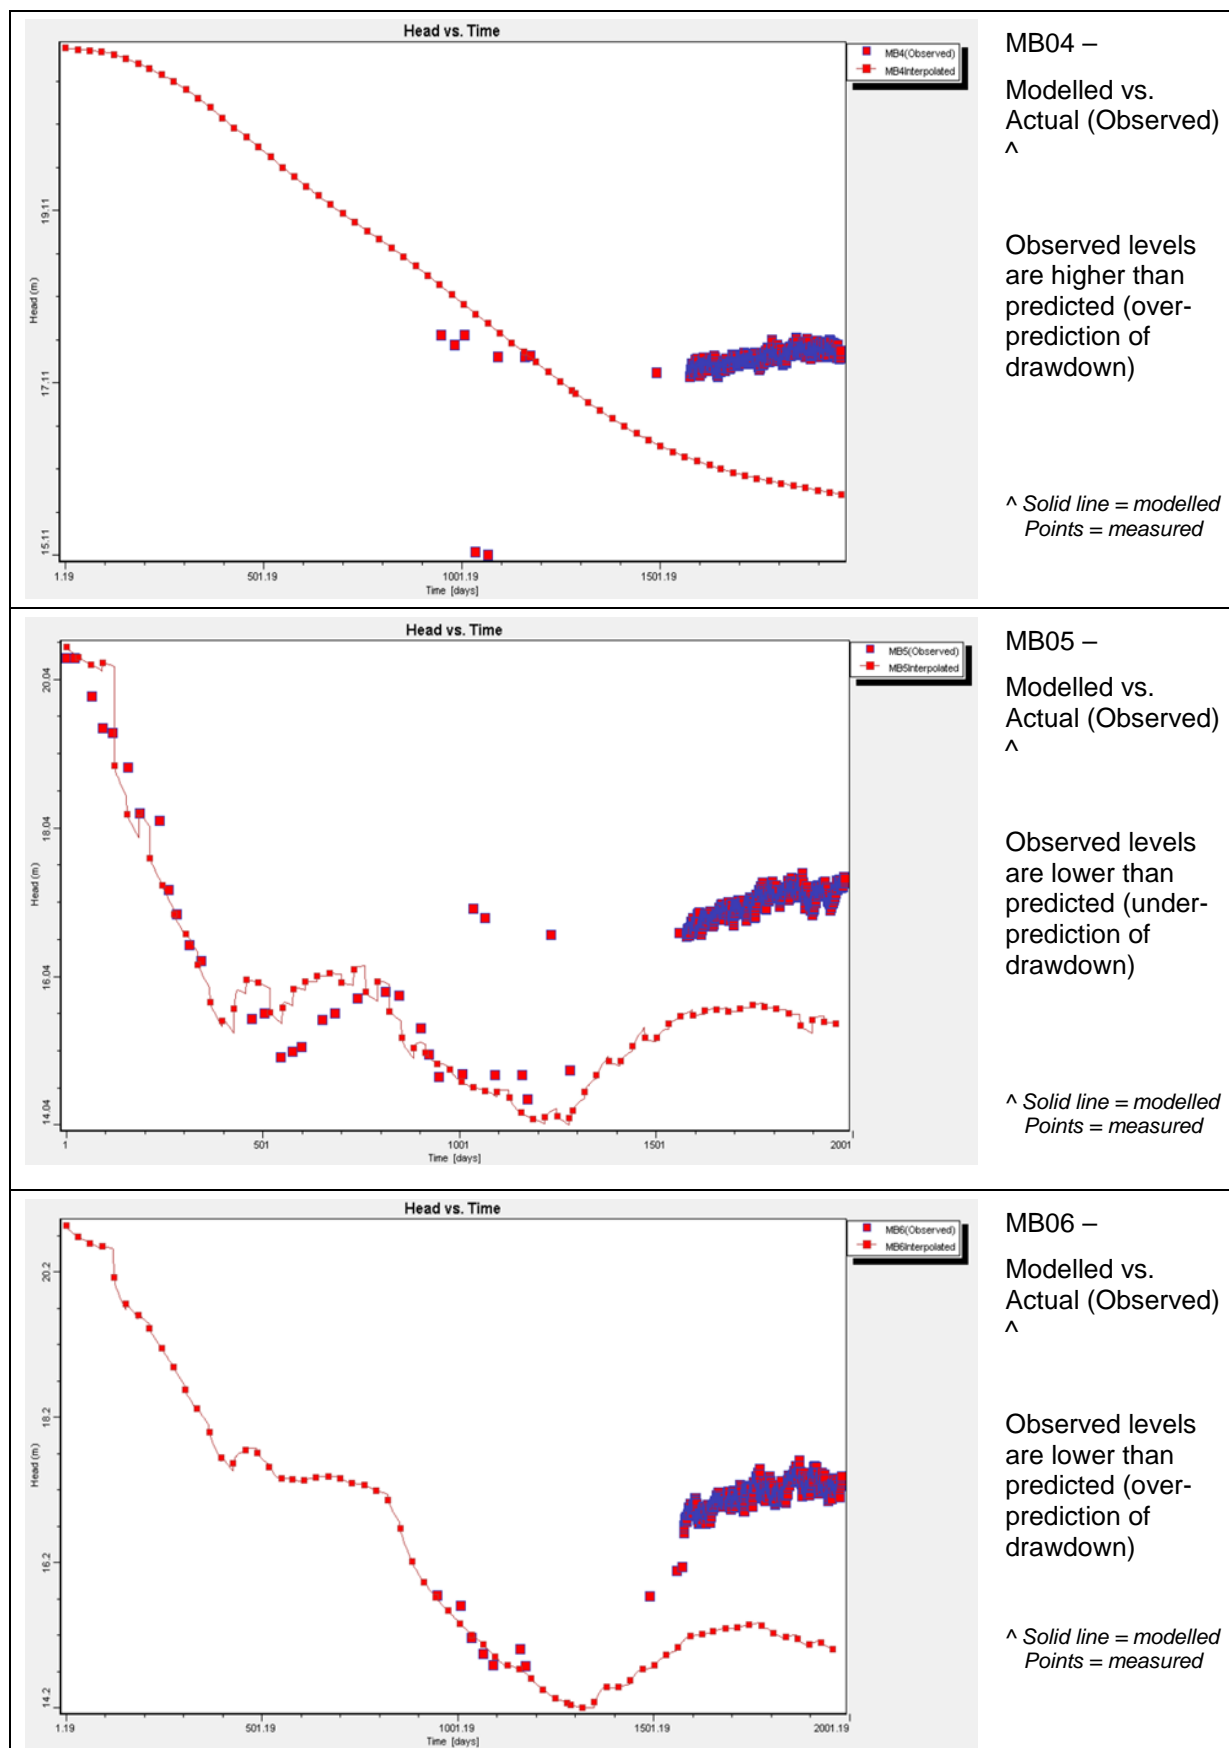 Head vs. Time
MB4(Observed)
MB4Interpolated
19.11
17.11
15.11
Head (m)
1.19
501.19
1001.19
1501.19
Time [days]
MB04 –
Modelled vs.
Actual (Observed)
^
Observed levels
are higher than
predicted (over-
prediction of
drawdown)
^ Solid line = modelled
Points = measured
Head vs. Time
MB5(Observed)
MB5Interpolated
20.04
18.04
16.04
14.04
Head (m)
1
501
1001
1501
2001
Time [days]
MB05 –
Modelled vs.
Actual (Observed)
^
Observed levels
are lower than
predicted (under-
prediction of
drawdown)
^ Solid line = modelled
Points = measured
Head vs. Time
MB6(Observed)
MB6Interpolated
20.2
18.2
16.2
14.2
Head (m)
1.19
501.19
1001.19
1501.19
2001.19
Time [days]
MB06 –
Modelled vs.
Actual (Observed)
^
Observed levels
are lower than
predicted (over-
prediction of
drawdown)
^ Solid line = modelled
Points = measured